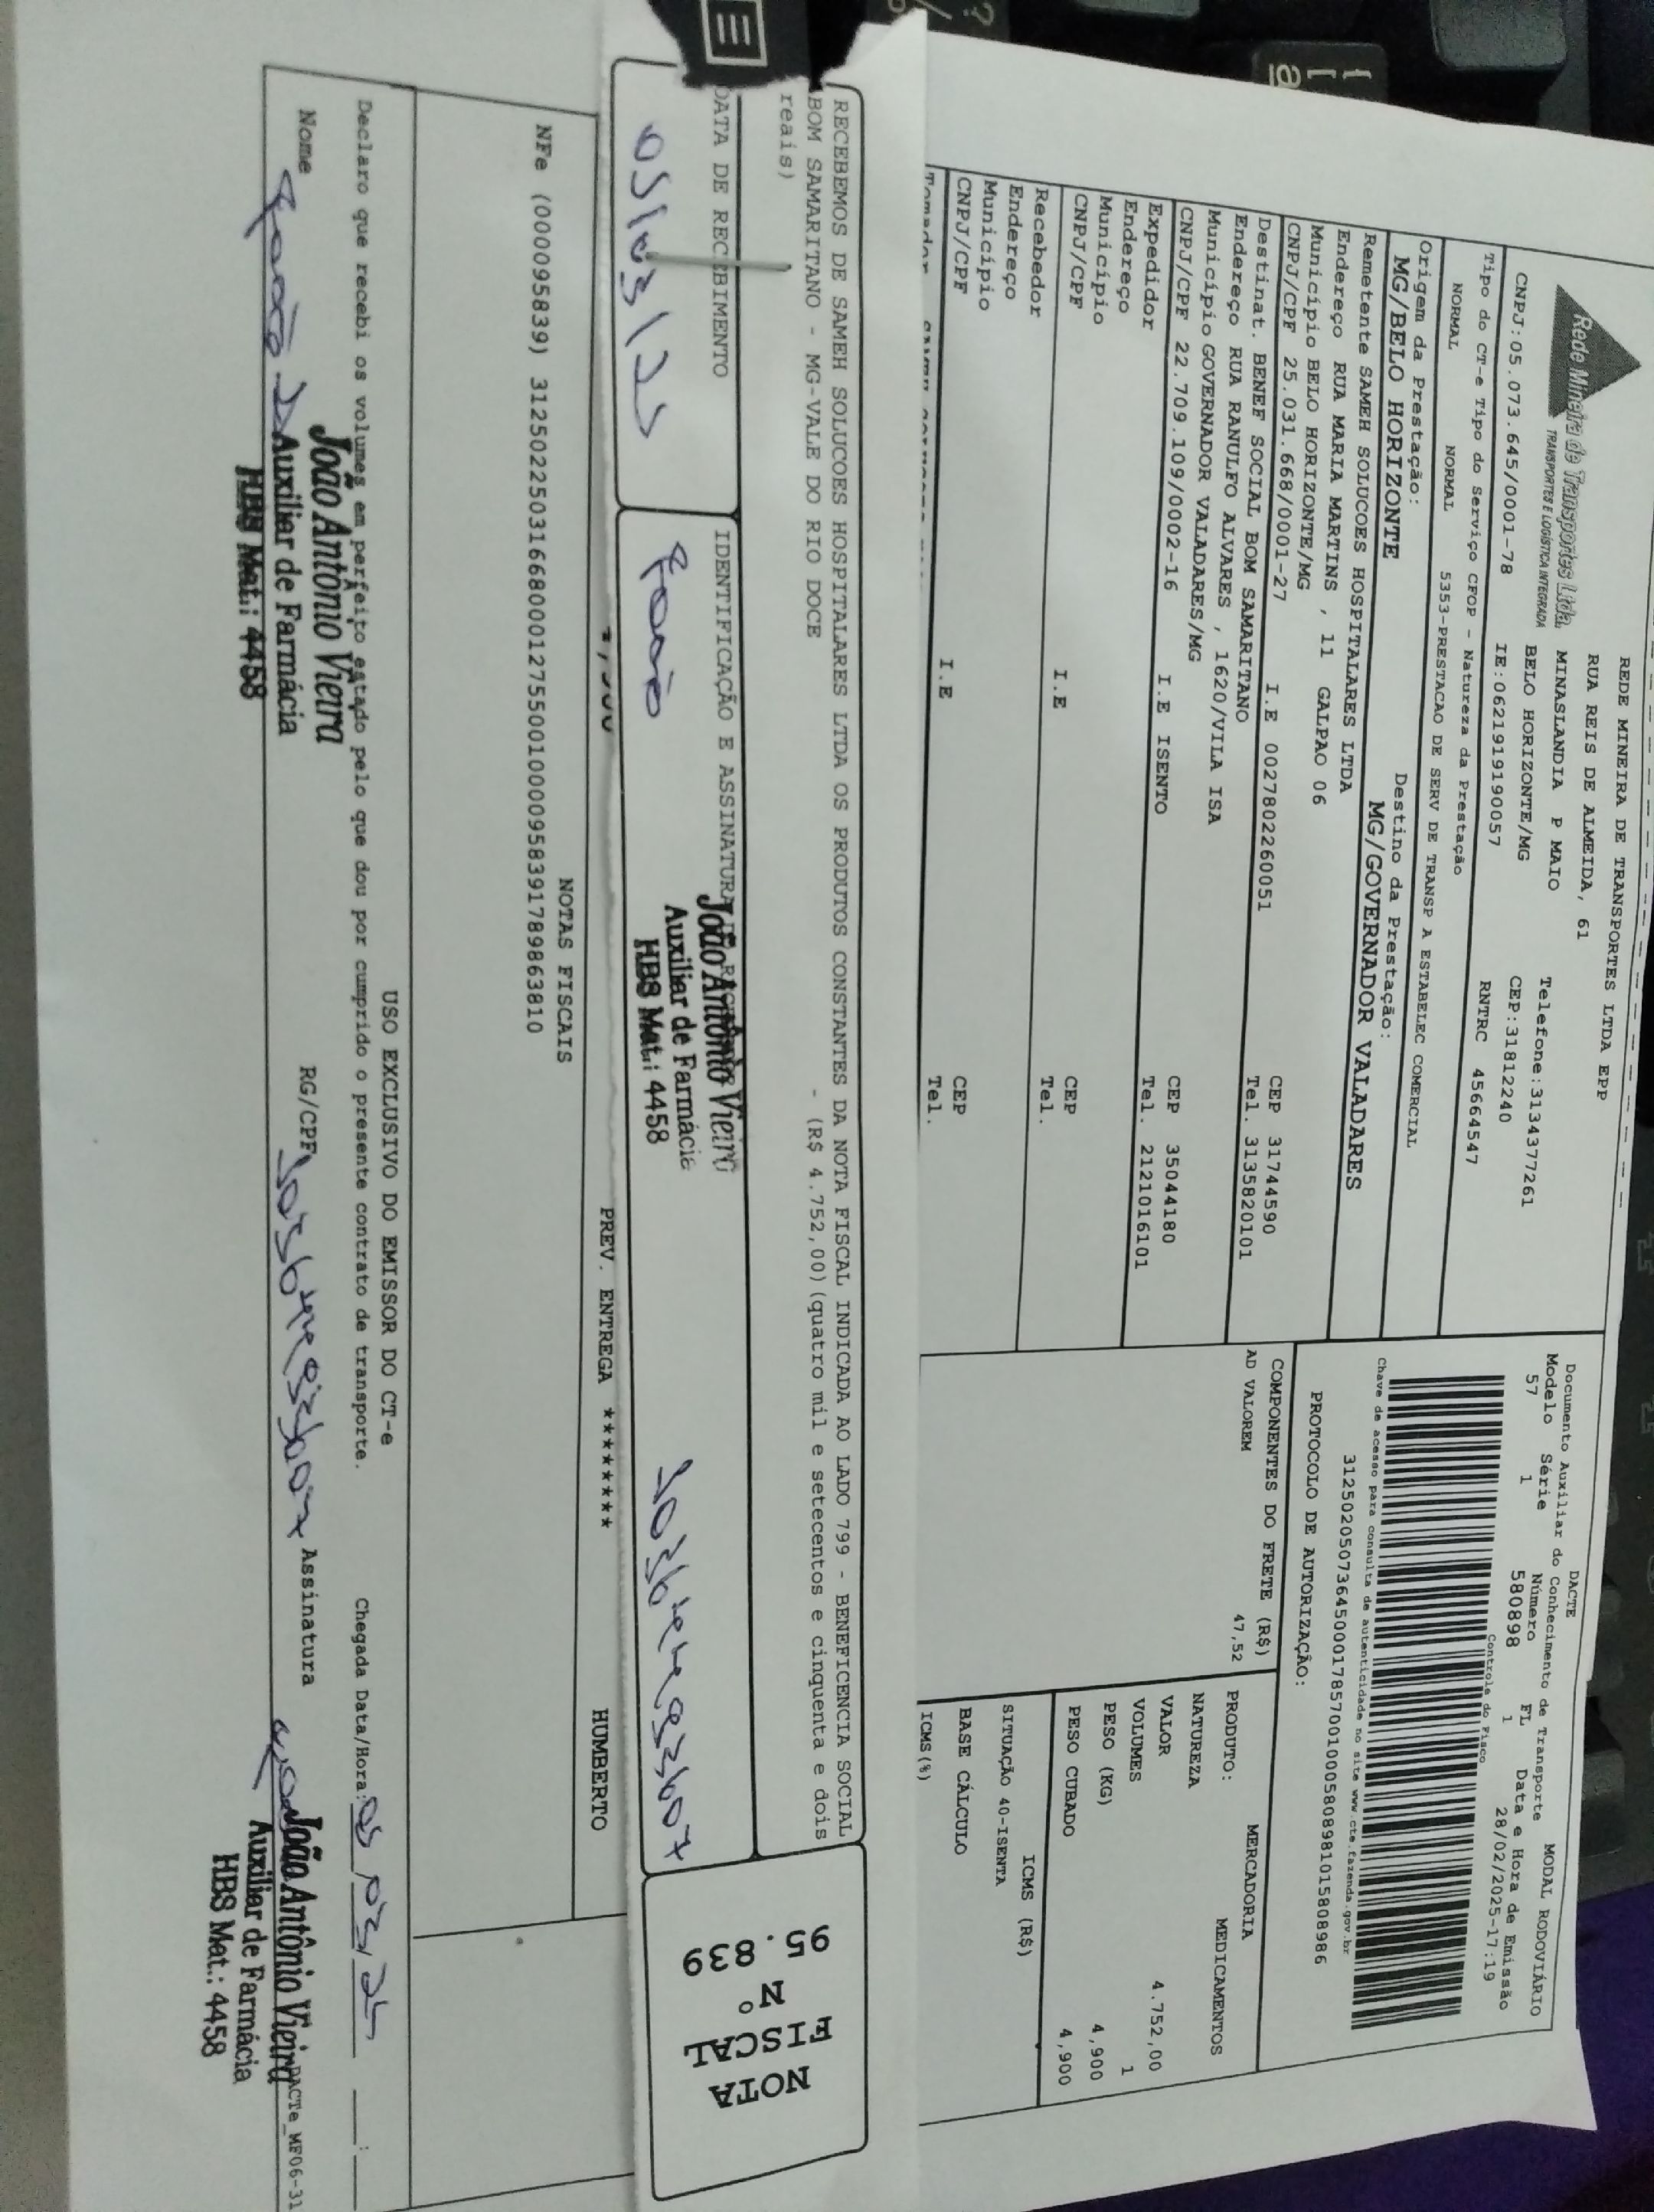 REDE MINEIRA DE TRANSPORTES LTDA EPP
RUA REIS DE ALMEIDA, 61
MINASLANDIA P MAIO Telefone:3134377261
BELO HORIZONTE/MG CEP:31812240
Rede Mineira de Transportes Ltda.
TRANSPORTES E LOGÍSTICA INTEGRADA
CNPJ:05.073.645/0001-78 IE:0621919190057 RNTRC 45664547
Tipo do CT-e Tipo do Serviço CFOP - Natureza da Prestação
NORMAL NORMAL 5353-PRESTACAO DE SERV DE TRANSP A ESTABELEC COMERCIAL
Origem da Prestação: Destino da Prestação:
MG/BELO HORIZONTE MG/GOVERNADOR VALADARES
Remetente SAMEH SOLUCOES HOSPITALARES LTDA
Endereço RUA MARIA MARTINS , 11 GALPAO 06
Município BELO HORIZONTE/MG CEP 31744590
CNPJ/CPF 25.031.668/0001-27 I.E 0027802260051 Tel. 3135820101
Destinat. BENEF SOCIAL BOM SAMARITANO
Endereço RUA RANULFO ALVARES , 1620/VILA ISA
Município GOVERNADOR VALADARES/MG CEP 35044180
CNPJ/CPF 22.709.109/0002-16 I.E ISENTO Tel. 2121016101
Expedidor
Endereço
Município CEP
CNPJ/CPF I.E Tel.
Recebedor
Endereço
Município CEP
CNPJ/CPF I.E Tel.
DACTE
Documento Auxiliar do Conhecimento de Transporte
MODAL RODOVIÁRIO
Modelo Série Número FL Data e Hora de Emissão
57 1 580898 1 28/02/2025-17:19
Controle do Fisco
Chave de acesso para consulta de autenticidade no site www.cte.fazenda.gov.br
31250205073645000178570010005808981015808986
PROTOCOLO DE AUTORIZAÇÃO:
COMPONENTES DO FRETE (R$)
AD VALOREM 47,52
MERCADORIA
PRODUTO: MEDICAMENTOS
NATUREZA
VALOR 4.752,00
VOLUMES 1
PESO (KG) 4,900
PESO CUBADO 4,900
ICMS (R$)
SITUAÇÃO 40-ISENTA
BASE CÁLCULO
ICMS(%)
RECEBEMOS DE SAMEH SOLUCOES HOSPITALARES LTDA OS PRODUTOS CONSTANTES DA NOTA FISCAL INDICADA AO LADO 799 - BENEFICENCIA SOCIAL
BOM SAMARITANO - MG-VALE DO RIO DOCE - (R$ 4.752,00)(quatro mil e setecentos e cinquenta e dois
reais)
DATA DE RECEBIMENTO
05/03/25
IDENTIFICAÇÃO E ASSINATURA
João
João Antônio Vieira
Auxiliar de Farmácia
HBS Mat.: 4458
NOTA
FISCAL
N°
95.839
PREV. ENTREGA ******** HUMBERTO
NOTAS FISCAIS
NFe (000095839) 31250225031668000127550010000958391789863810
USO EXCLUSIVO DO EMISSOR DO CT-e
Declaro que recebi os volumes em perfeito estado pelo que dou por cumprido o presente contrato de transporte.
Chegada Data/Hora: 05/03/25
Nome João
RG/CPF
Assinatura
João Antônio Vieira
Auxiliar de Farmácia
HBS Mat.: 4458
João Antônio Vieira
Auxiliar de Farmácia
HBS Mat.: 4458
DACTe_MF06-31